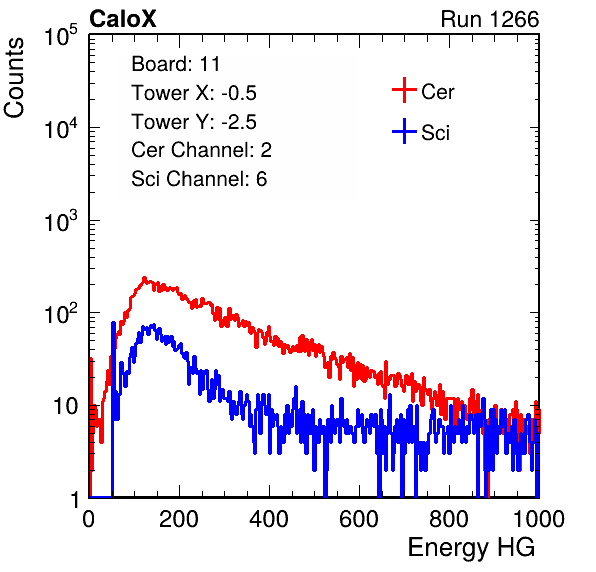 CaloX Run 1266
Counts
Board: 11
Tower X: -0.5
Tower Y: -2.5
Cer Channel: 2
Sci Channel: 6
Cer
Sci
10^5
10^4
10^3
10^2
10
1
0 200 400 600 800 1000
Energy HG